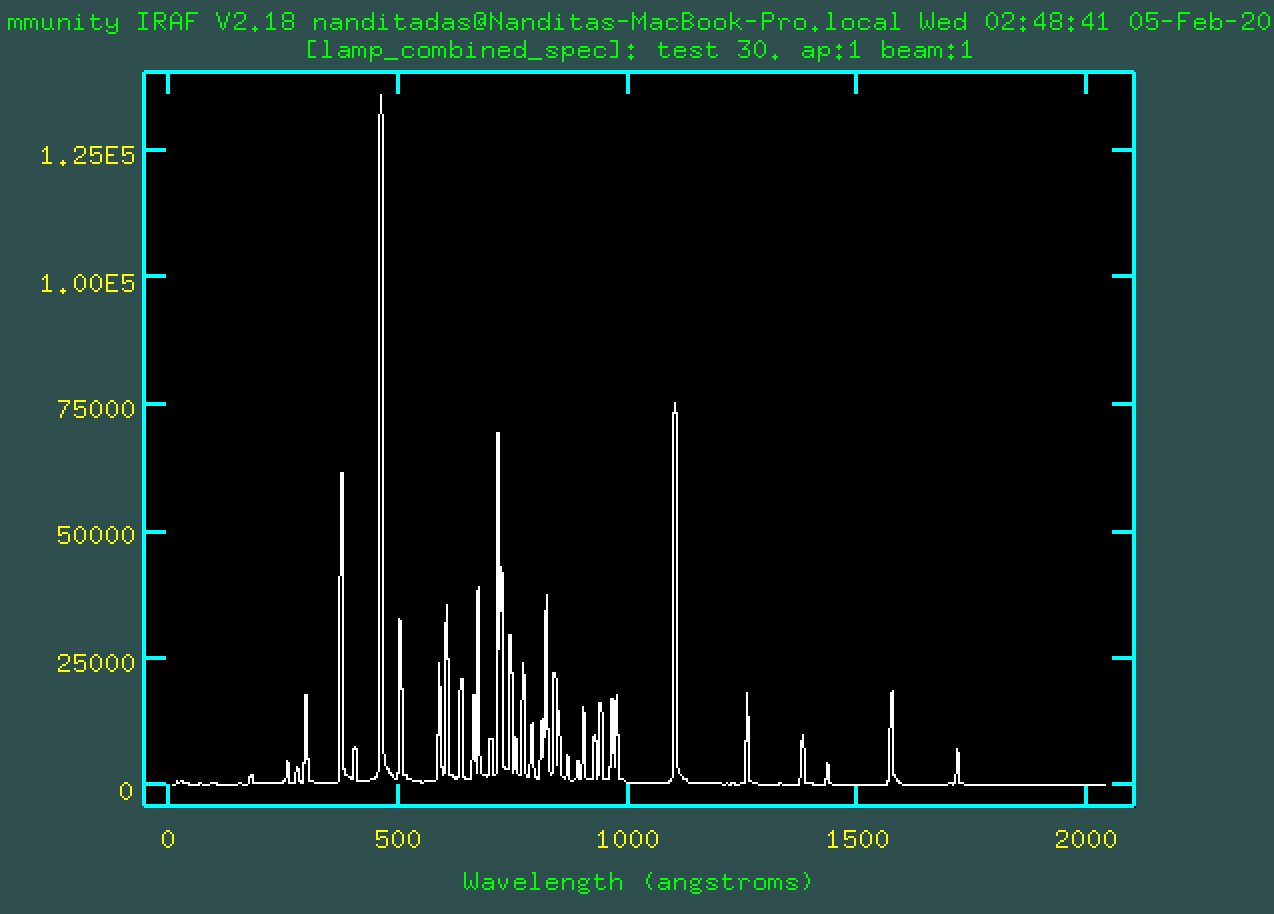 mmunity IRAF V2.18 nanditadas@Nanditas-MacBook-Pro.local Wed 02:48:41 05-Feb-20
[lamp_combined_spec]: test 30. ap:1 beam:1
1.25E5
1.00E5
75000
50000
25000
0
0 500 1000 1500 2000
Wavelength (angstroms)